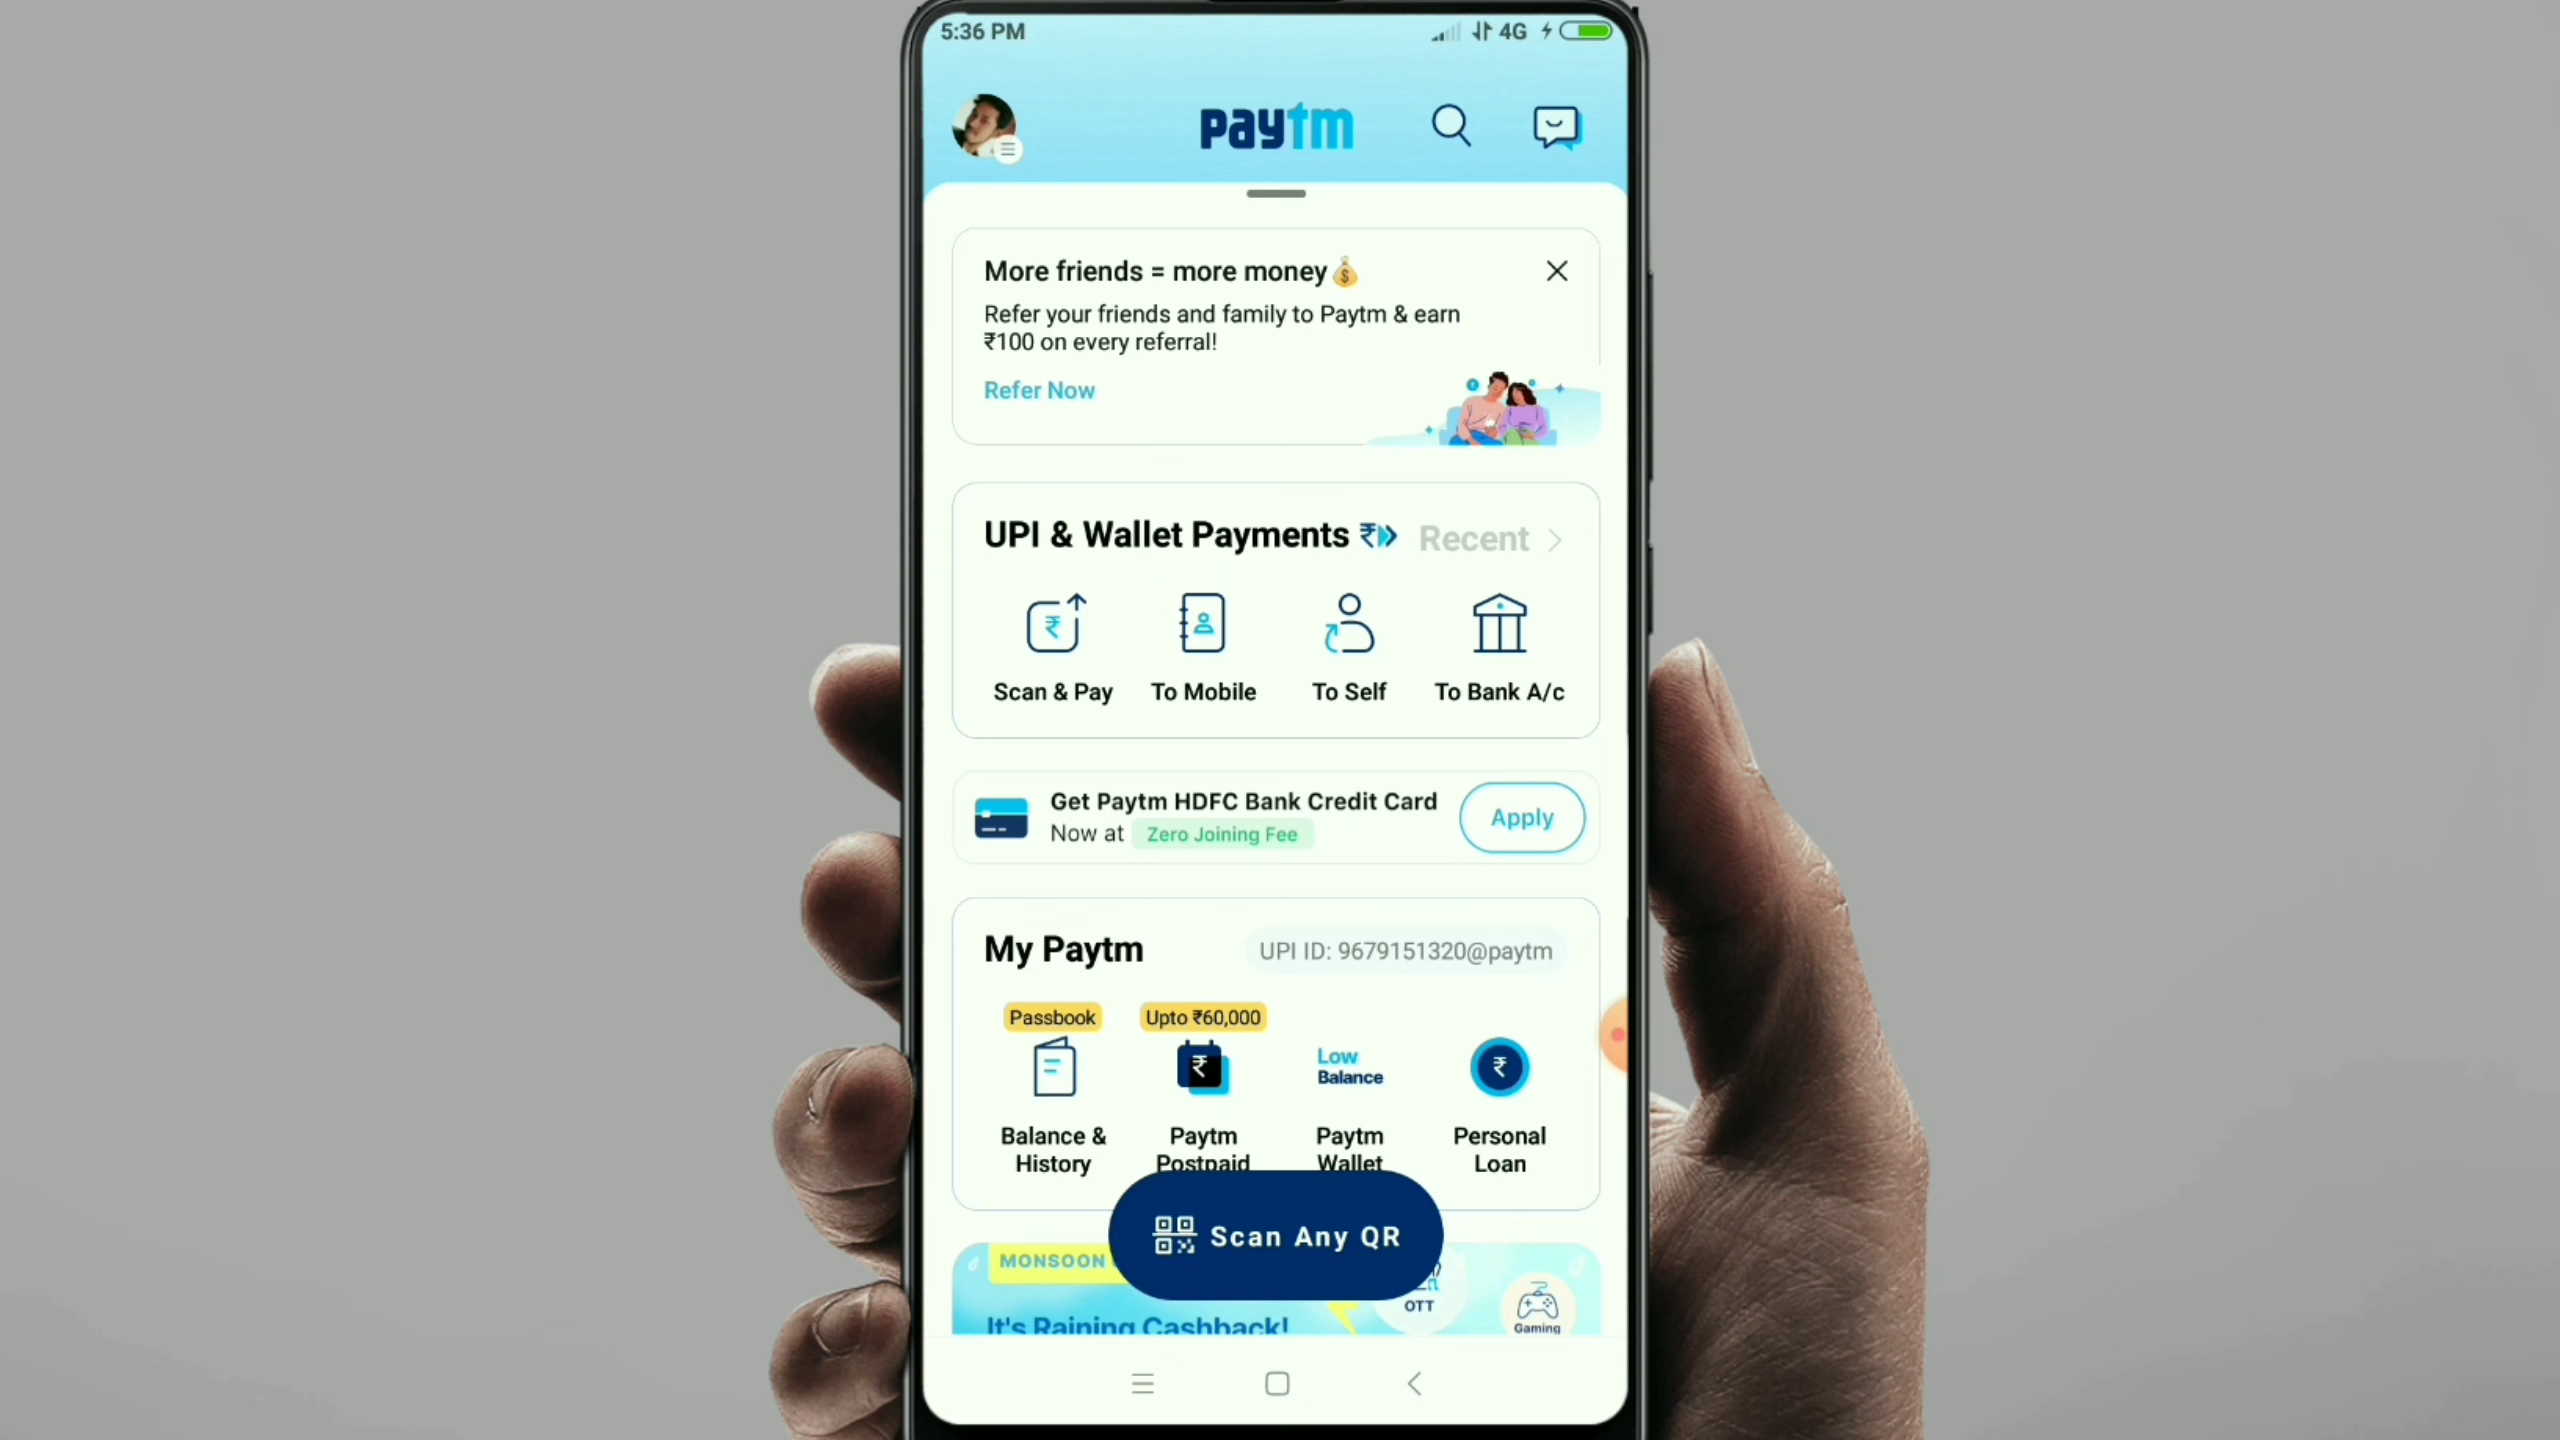 5:36 PM
4G
paytm
More friends = more money
Refer your friends and family to Paytm & earn
₹100 on every referral!
Refer Now
UPI & Wallet Payments
Recent
Scan & Pay
To Mobile
To Self
To Bank A/c
Get Paytm HDFC Bank Credit Card
Now at Zero Joining Fee
Apply
My Paytm
UPI ID: 9679151320@paytm
Passbook
Upto ₹60,000
Low
Balance
Balance &
History
Paytm
Postpaid
Paytm
Wallet
Personal
Loan
Scan Any QR
MONSOON
It's Raining Cashback!
OTT
Gaming